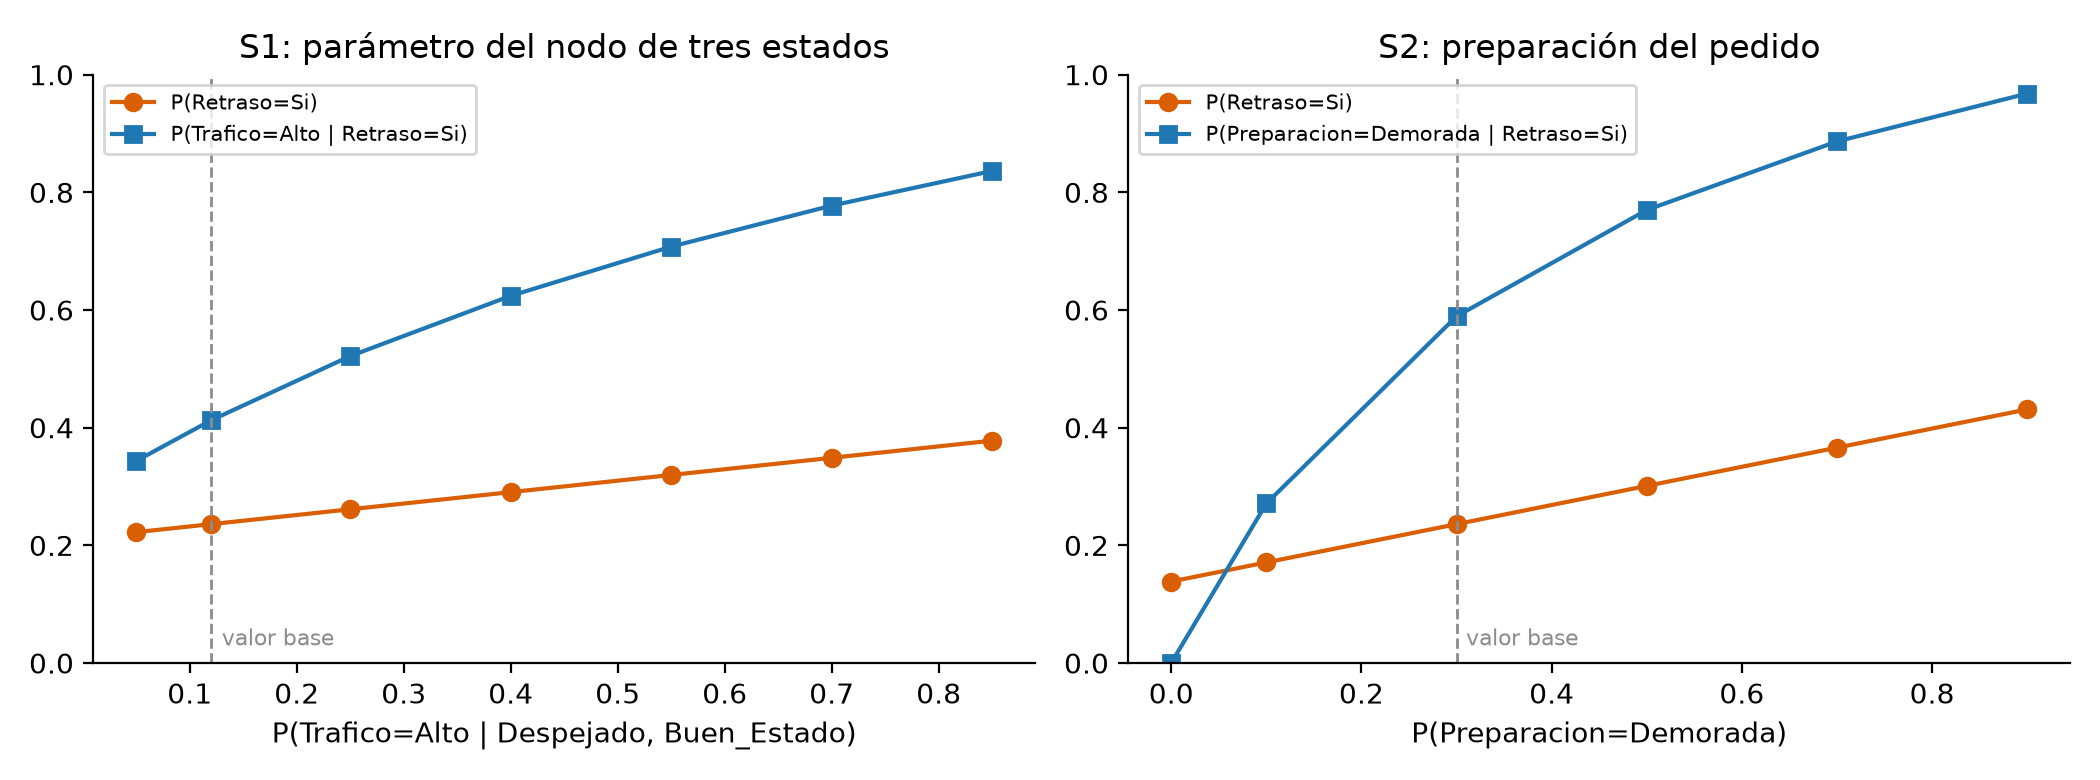 S1: parámetro del nodo de tres estados
P(Retraso=Si)
P(Trafico=Alto | Retraso=Si)
1.0
0.8
0.6
0.4
0.2
0.0
valor base
0.1 0.2 0.3 0.4 0.5 0.6 0.7 0.8
P(Trafico=Alto | Despejado, Buen_Estado)
S2: preparación del pedido
P(Retraso=Si)
P(Preparacion=Demorada | Retraso=Si)
1.0
0.8
0.6
0.4
0.2
0.0
valor base
0.0 0.2 0.4 0.6 0.8
P(Preparacion=Demorada)